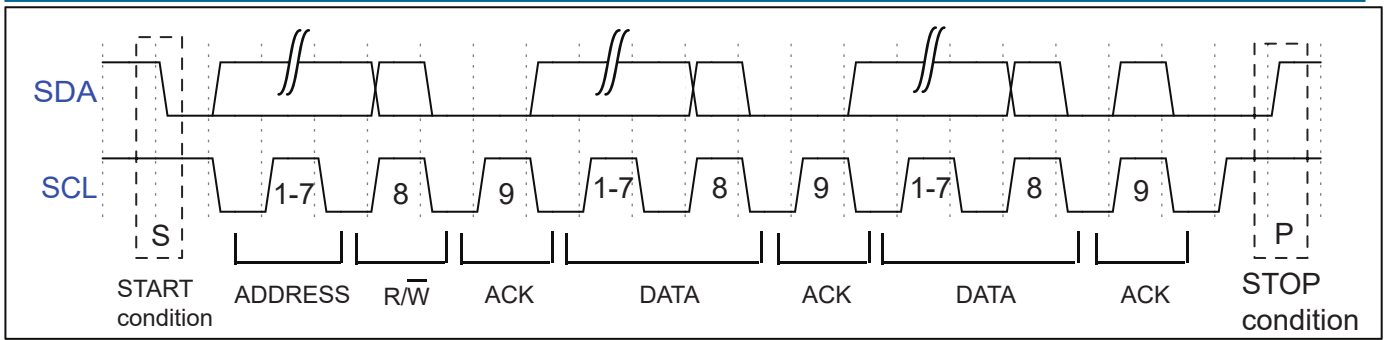 SDA
SCL
1-7 8 9 1-7 8 9 1-7 8 9
S P
START
condition
ADDRESS R/W̅ ACK DATA ACK DATA ACK
STOP
condition